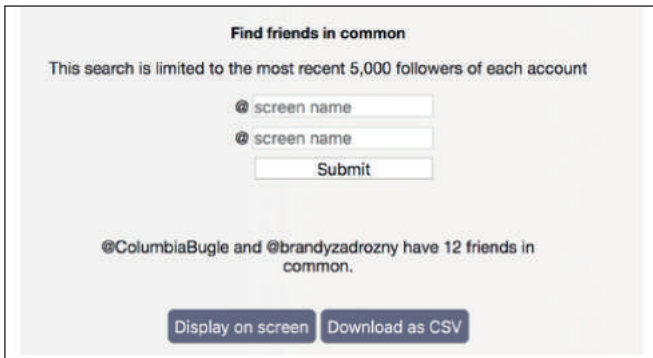 Find friends in common
This search is limited to the most recent 5,000 followers of each account
@ screen name
@ screen name
Submit
@ColumbiaBugle and @brandyzadrozny have 12 friends in
common.
Display on screen Download as CSV